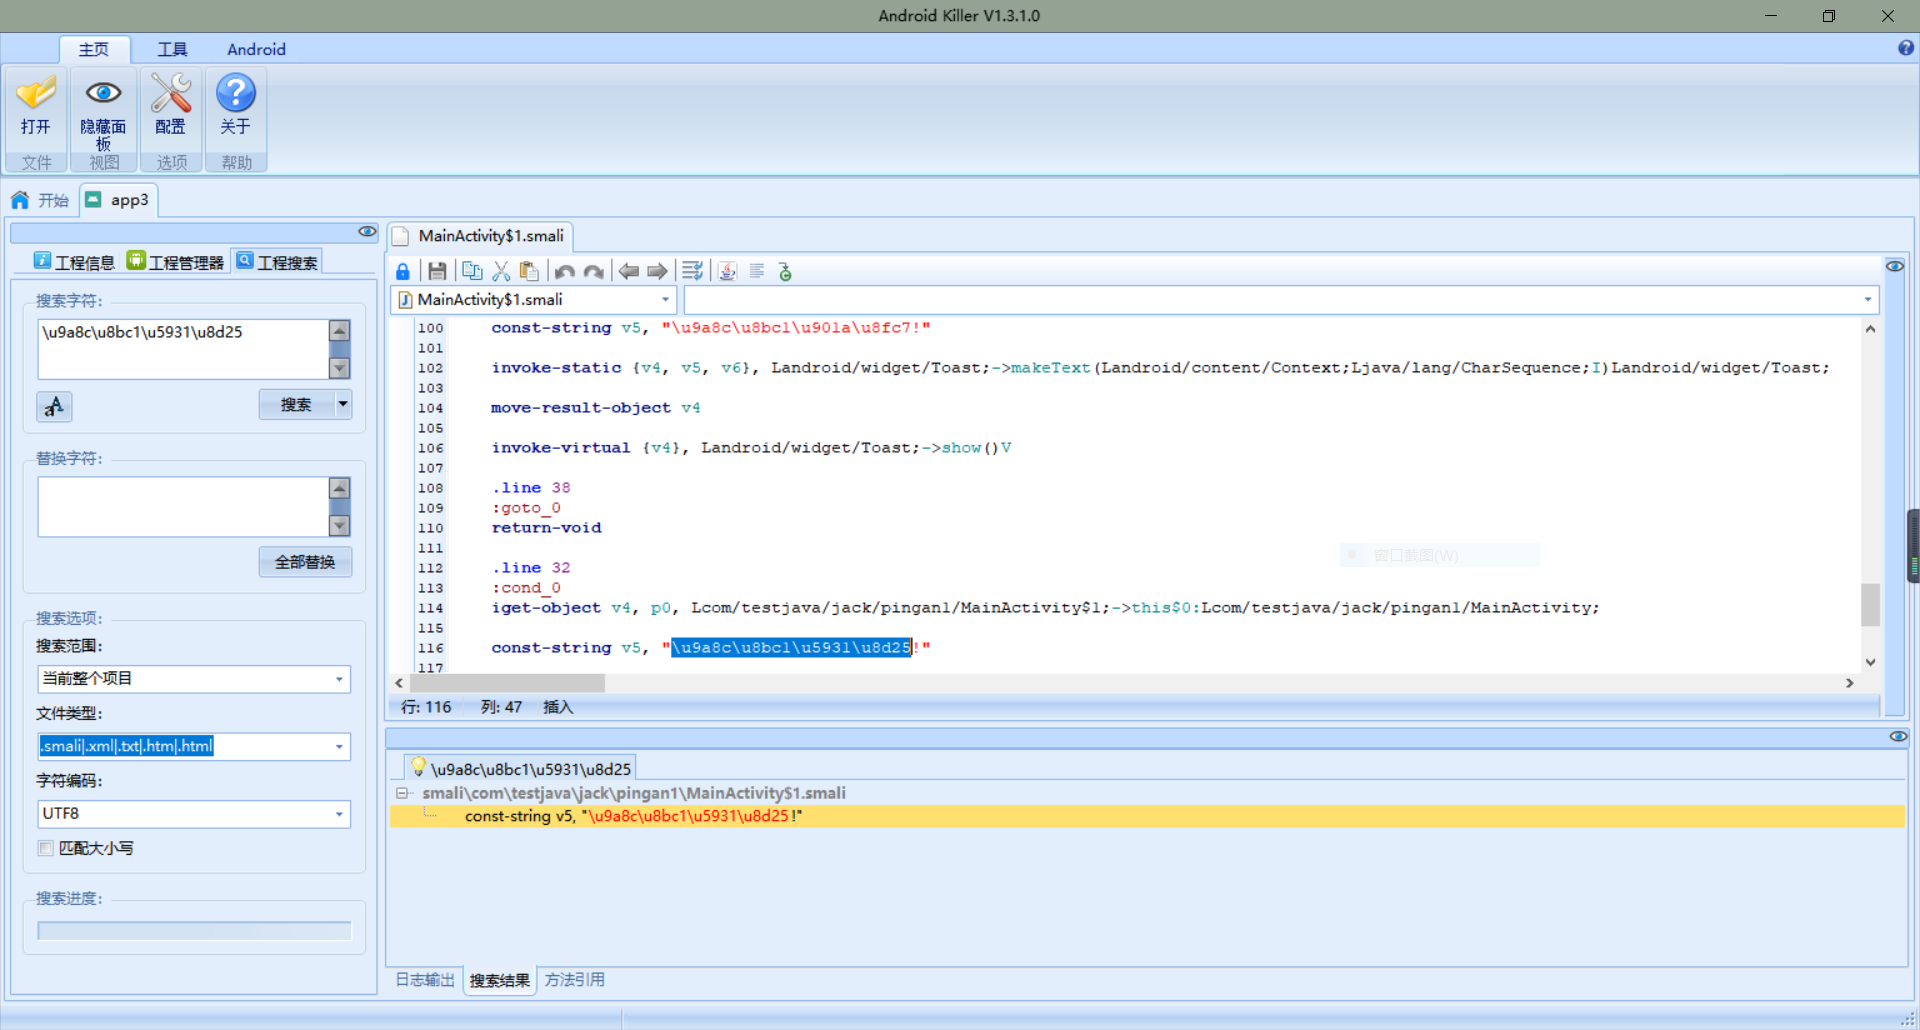 Android Killer V1.3.1.0
主页 工具 Android
打开 隐藏面板 配置 关于
文件 视图 选项 帮助
开始 app3
工程信息 工程管理器 工程搜索
搜索字符:
\u9a8c\u8bc1\u5931\u8d25
搜索
替换字符:
全部替换
搜索选项:
搜索范围:
当前整个项目
文件类型:
.smali|.xml|.txt|.htm|.html
字符编码:
UTF8
匹配大小写
搜索进度:
MainActivity$1.smali
MainActivity$1.smali
100 const-string v5, "\u9a8c\u8bc1\u901a\u8fc7!"
101
102 invoke-static {v4, v5, v6}, Landroid/widget/Toast;->makeText(Landroid/content/Context;Ljava/lang/CharSequence;I)Landroid/widget/Toast;
103
104 move-result-object v4
105
106 invoke-virtual {v4}, Landroid/widget/Toast;->show()V
107
108 .line 38
109 :goto_0
110 return-void
111
112 .line 32
113 :cond_0
114 iget-object v4, p0, Lcom/testjava/jack/pingan1/MainActivity$1;->this$0:Lcom/testjava/jack/pingan1/MainActivity;
115
116 const-string v5, "\u9a8c\u8bc1\u5931\u8d25!"
117
窗口截图(W)
行: 116 列: 47 插入
\u9a8c\u8bc1\u5931\u8d25
smali\com\testjava\jack\pingan1\MainActivity$1.smali
const-string v5, "\u9a8c\u8bc1\u5931\u8d25!"
日志输出 搜索结果 方法引用